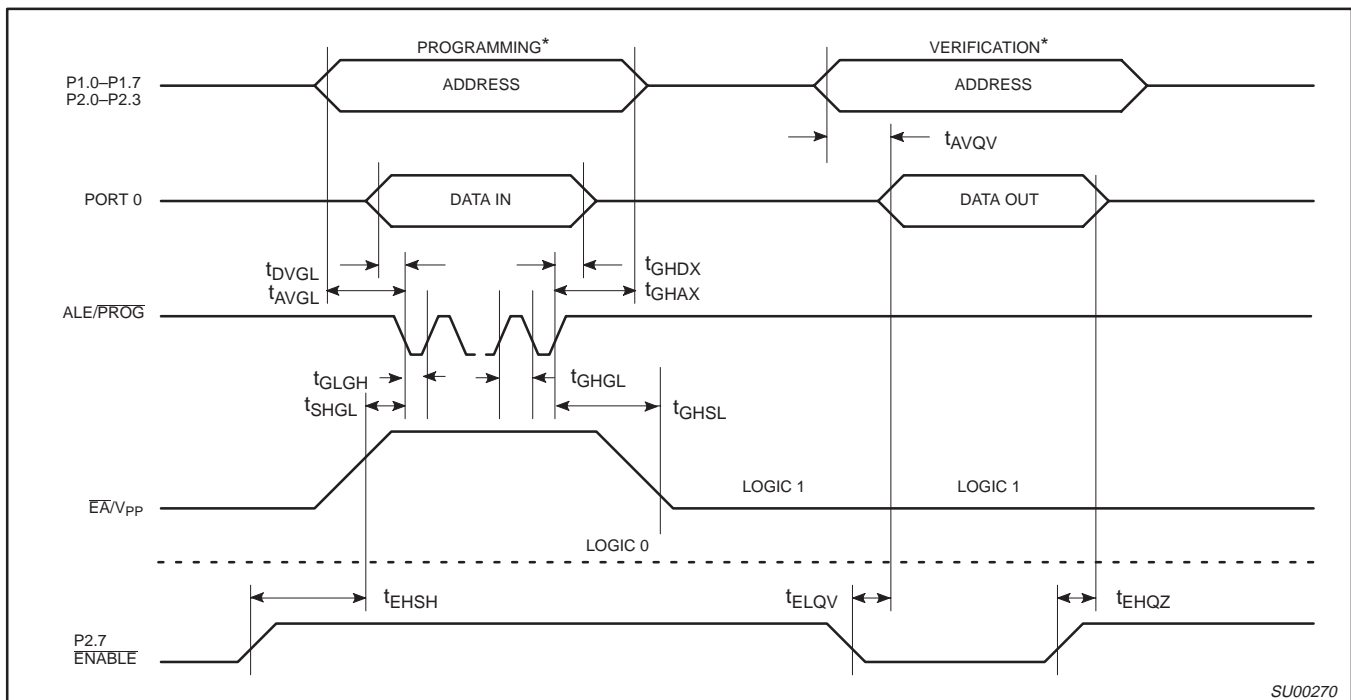 PROGRAMMING*
VERIFICATION*
P1.0–P1.7
P2.0–P2.3
ADDRESS
ADDRESS
tAVQV
PORT 0
DATA IN
DATA OUT
tDVGL
tGHDX
tAVGL
tGHAX
ALE/PROG
tGLGH
tGHGL
tSHGL
tGHSL
LOGIC 1
LOGIC 1
EA/VPP
LOGIC 0
tEHSH
tELQV
tEHQZ
P2.7
ENABLE
SU00270